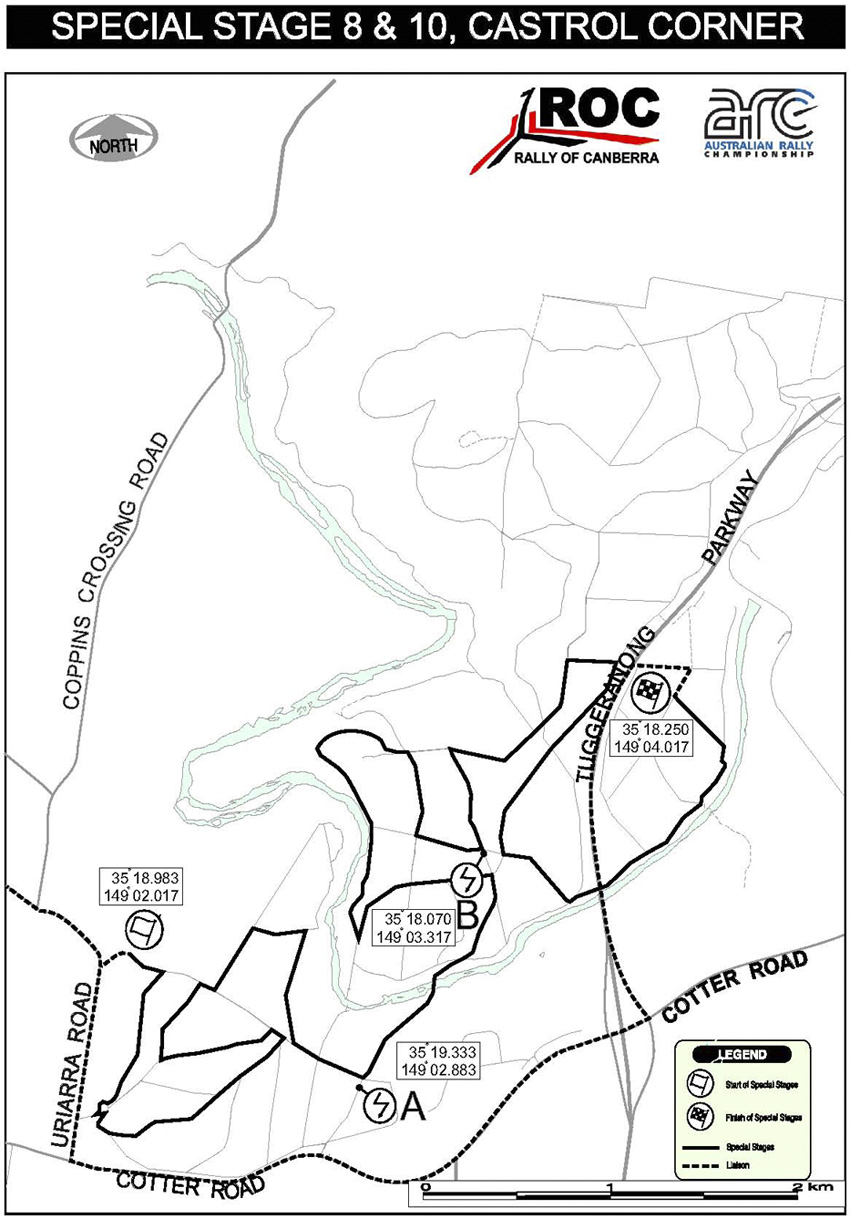 SPECIAL STAGE 8 & 10, CASTROL CORNER
NORTH
ROC
RALLY OF CANBERRA
arc
AUSTRALIAN RALLY
CHAMPIONSHIP
COPPINS CROSSING ROAD
TUGGERANONG PARKWAY
35° 18.250
149° 04.017
35° 18.983
149° 02.017
B
35° 18.070
149° 03.317
URIARRA ROAD
COTTER ROAD
35° 19.333
149° 02.883
A
COTTER ROAD
LEGEND
Start of Special Stages
Finish of Special Stages
Special Stages
Liaison
0 1 2 km